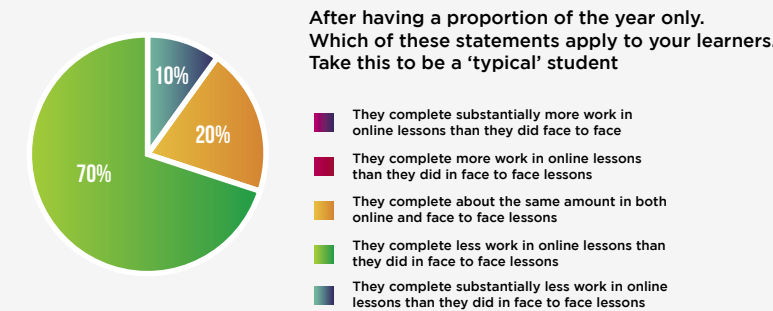 After having a proportion of the year only.
Which of these statements apply to your learners.
Take this to be a ‘typical’ student
10%
20%
70%
They complete substantially more work in
online lessons than they did face to face
They complete more work in online lessons
than they did in face to face lessons
They complete about the same amount in both
online and face to face lessons
They complete less work in online lessons than
they did in face to face lessons
They complete substantially less work in online
lessons than they did in face to face lessons